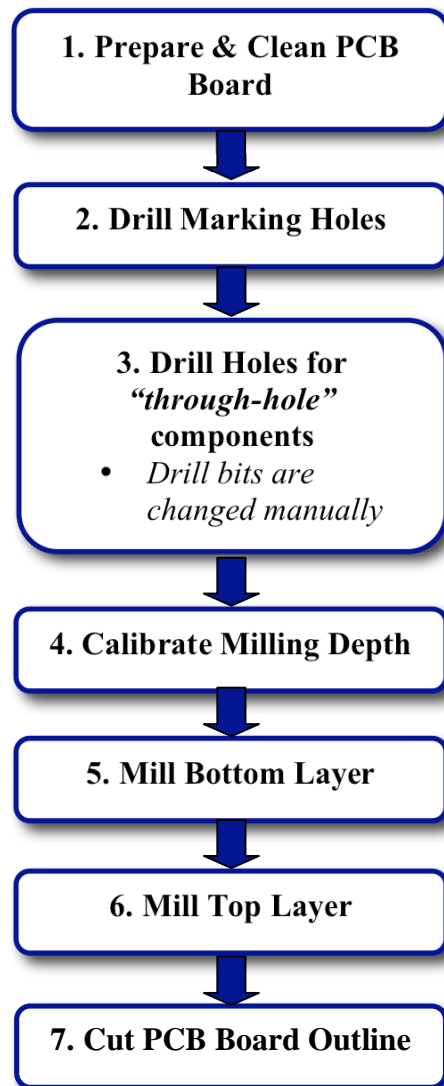 1. Prepare & Clean PCB
Board
2. Drill Marking Holes
3. Drill Holes for
“through-hole”
components
• Drill bits are
changed manually
4. Calibrate Milling Depth
5. Mill Bottom Layer
6. Mill Top Layer
7. Cut PCB Board Outline